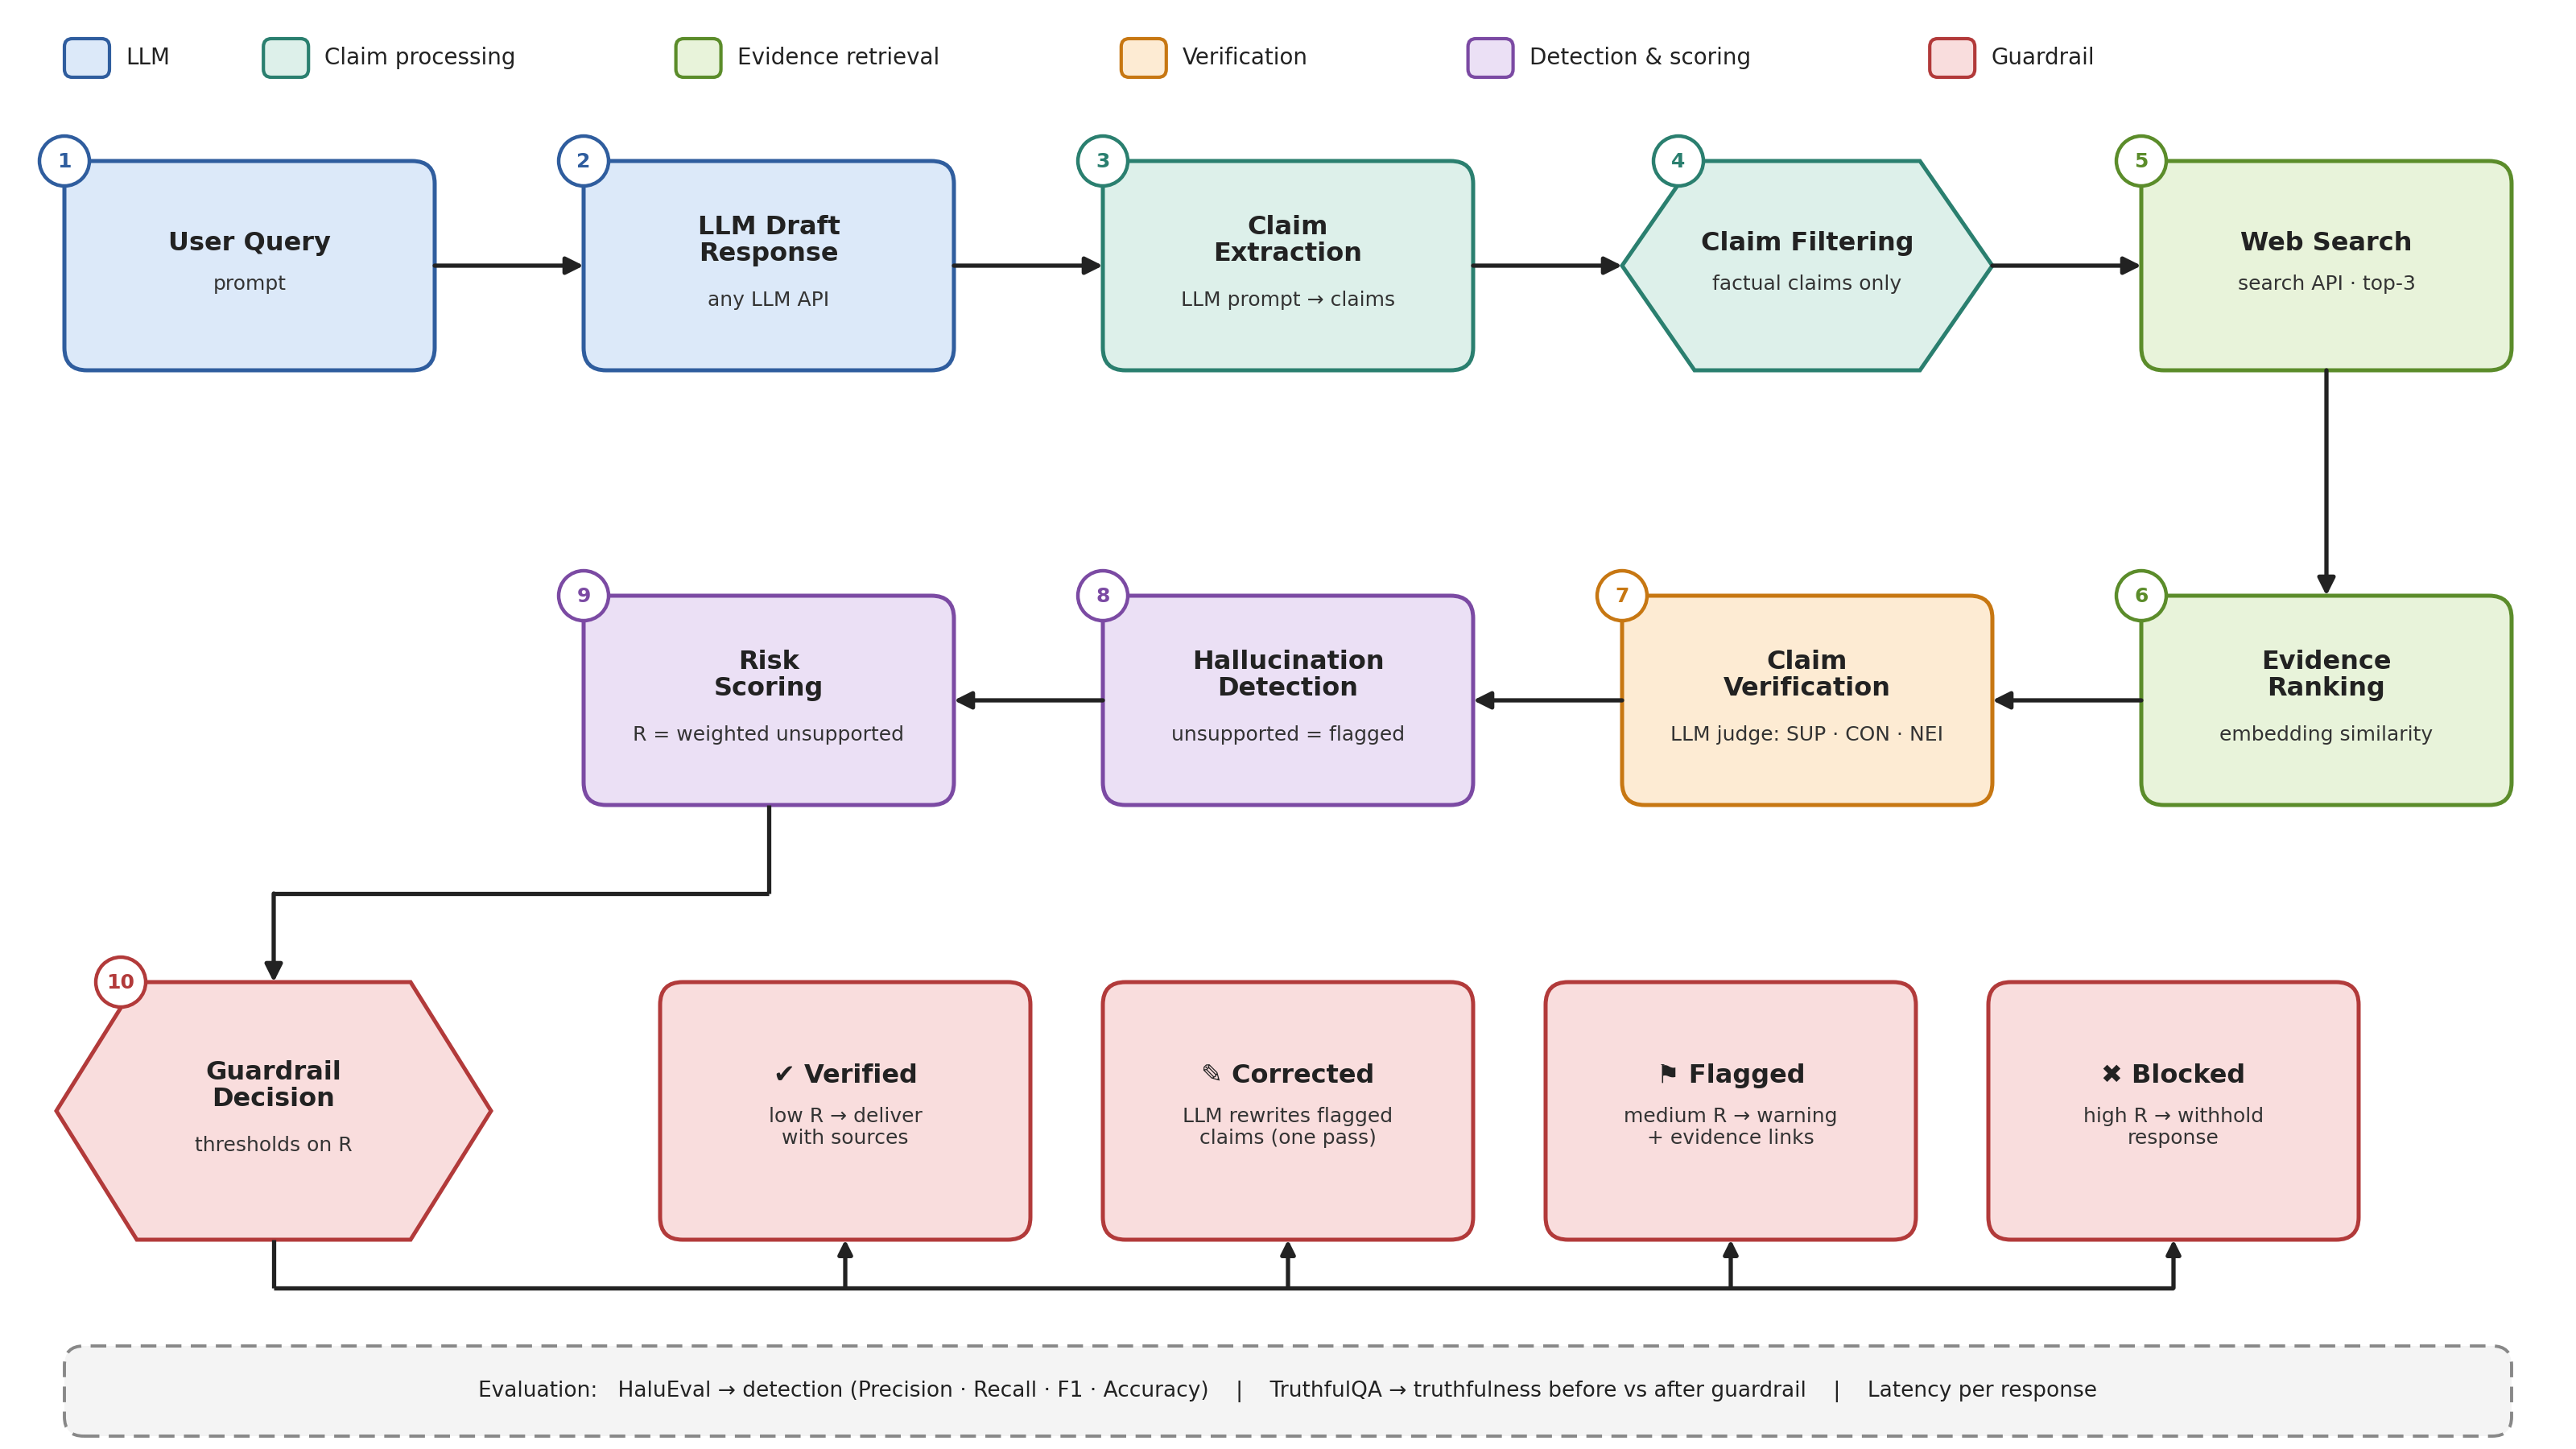 LLM
Claim processing
Evidence retrieval
Verification
Detection & scoring
Guardrail
1
User Query
prompt
2
LLM Draft
Response
any LLM API
3
Claim
Extraction
LLM prompt → claims
4
Claim Filtering
factual claims only
5
Web Search
search API · top-3
6
Evidence
Ranking
embedding similarity
7
Claim
Verification
LLM judge: SUP · CON · NEI
8
Hallucination
Detection
unsupported = flagged
9
Risk
Scoring
R = weighted unsupported
10
Guardrail
Decision
thresholds on R
✔ Verified
low R → deliver
with sources
✎ Corrected
LLM rewrites flagged
claims (one pass)
⚑ Flagged
medium R → warning
+ evidence links
✖ Blocked
high R → withhold
response
Evaluation: HaluEval → detection (Precision · Recall · F1 · Accuracy) | TruthfulQA → truthfulness before vs after guardrail | Latency per response